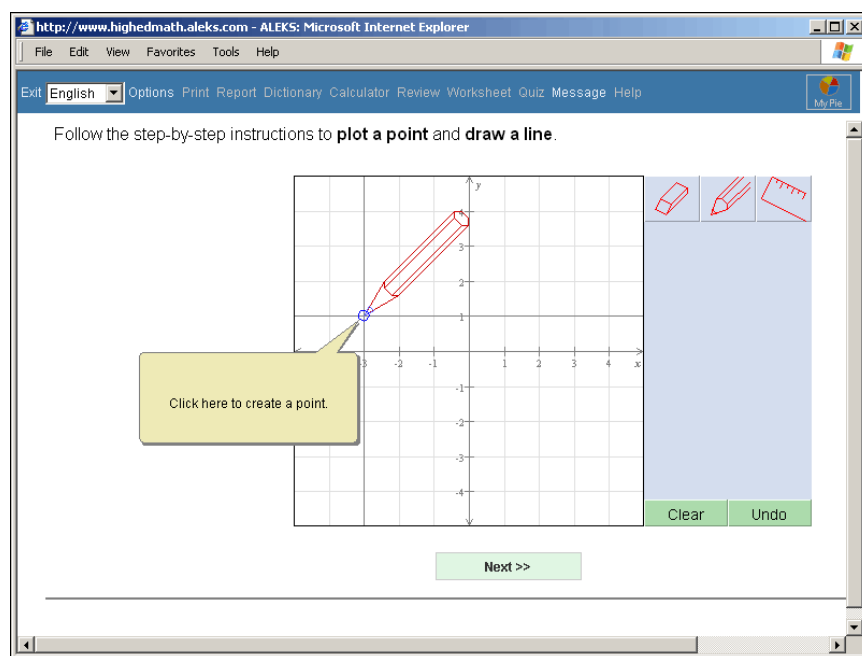 http://www.highedmath.aleks.com - ALEKS: Microsoft Internet Explorer
File Edit View Favorites Tools Help
Exit English Options Print Report Dictionary Calculator Review Worksheet Quiz Message Help
My Pie
Follow the step-by-step instructions to plot a point and draw a line.
y
4
3
2
1
-3 -2 -1 1 2 3 4 x
Click here to create a point.
-1
-2
-3
-4
Clear Undo
Next >>